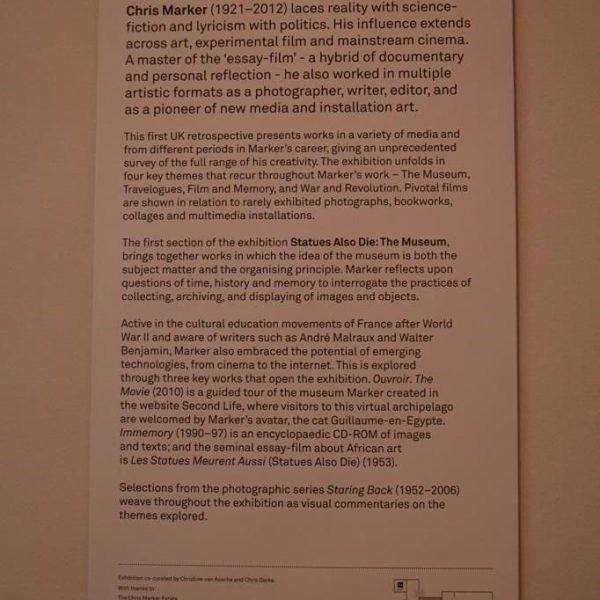 Chris Marker (1921–2012) laces reality with science-
fiction and lyricism with politics. His influence extends
across art, experimental film and mainstream cinema.
A master of the 'essay-film' - a hybrid of documentary
and personal reflection - he also worked in multiple
artistic formats as a photographer, writer, editor, and
as a pioneer of new media and installation art.
This first UK retrospective presents works in a variety of media and
from different periods in Marker's career, giving an unprecedented
survey of the full range of his creativity. The exhibition unfolds in
four key themes that recur throughout Marker's work – The Museum,
Travelogues, Film and Memory, and War and Revolution. Pivotal films
are shown in relation to rarely exhibited photographs, bookworks,
collages and multimedia installations.
The first section of the exhibition Statues Also Die: The Museum,
brings together works in which the idea of the museum is both the
subject matter and the organising principle. Marker reflects upon
questions of time, history and memory to interrogate the practices of
collecting, archiving, and displaying of images and objects.
Active in the cultural education movements of France after World
War II and aware of writers such as André Malraux and Walter
Benjamin, Marker also embraced the potential of emerging
technologies, from cinema to the internet. This is explored
through three key works that open the exhibition. Ouvroir. The
Movie (2010) is a guided tour of the museum Marker created in
the website Second Life, where visitors to this virtual archipelago
are welcomed by Marker's avatar, the cat Guillaume-en-Egypte.
Immemory (1990–97) is an encyclopaedic CD-ROM of images
and texts; and the seminal essay-film about African art
is Les Statues Meurent Aussi (Statues Also Die) (1953).
Selections from the photographic series Staring Back (1952–2006)
weave throughout the exhibition as visual commentaries on the
themes explored.
Exhibition co-curated by Christine van Assche and Chris Darke.
With thanks to:
The Chris Marker Estate